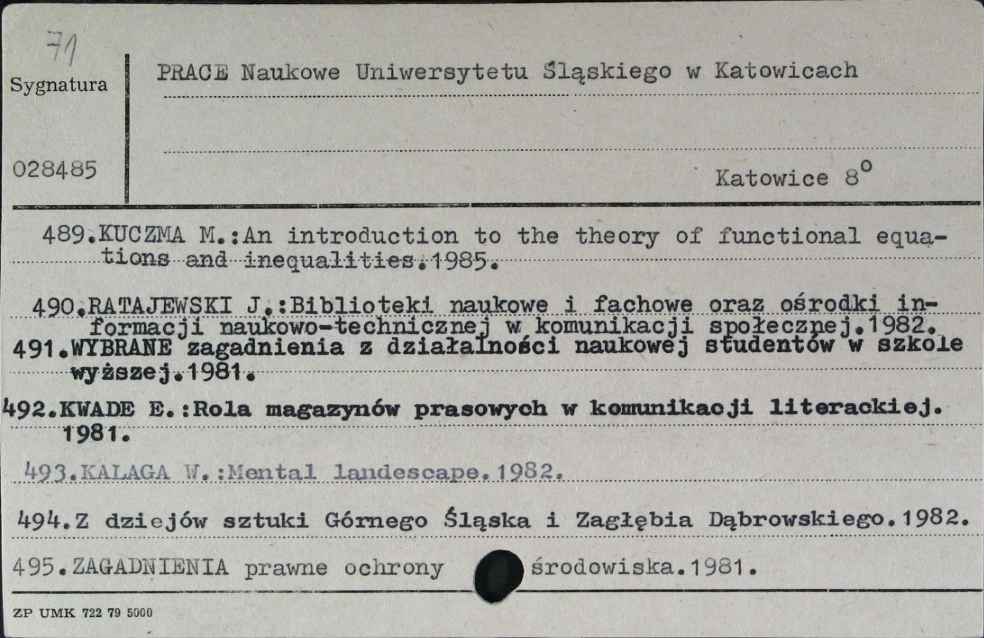 71
Sygnatura
PRACE Naukowe Uniwersytetu Śląskiego w Katowicach
028485
Katowice 8°
489.KUCZMA M.:An introduction to the theory of functional equa-
tions and inequalities.1985.
490.RATAJEWSKI J.:Biblioteki naukowe i fachowe oraz ośrodki in-
formacji naukowo-technicznej w komunikacji społecznej.1982.
491.WYBRANE zagadnienia z działalności naukowej studentów w szkole
wyższej.1981.
492.KWADE E.:Rola magazynów prasowych w komunikacji literackiej.
1981.
493.KALAGA W.:Mental landescape.1982.
494.Z dziejów sztuki Górnego Śląska i Zagłębia Dąbrowskiego.1982.
495.ZAGADNIENIA prawne ochrony środowiska.1981.
ZP UMK 722 79 5000